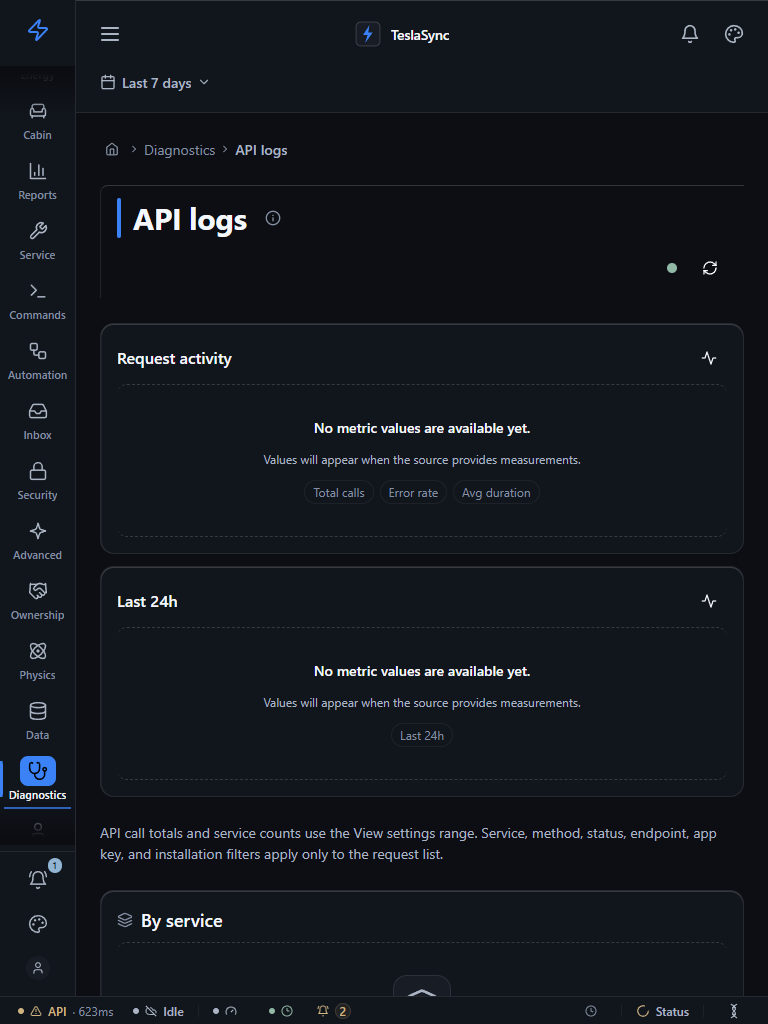 TeslaSync
Last 7 days
Energy
Cabin
Reports
Service
Commands
Automation
Inbox
Security
Advanced
Ownership
Physics
Data
Diagnostics
1
Diagnostics > API logs
API logs
Request activity
No metric values are available yet.
Values will appear when the source provides measurements.
Total calls Error rate Avg duration
Last 24h
No metric values are available yet.
Values will appear when the source provides measurements.
Last 24h
API call totals and service counts use the View settings range. Service, method, status, endpoint, app
key, and installation filters apply only to the request list.
By service
API · 623ms Idle 2 Status